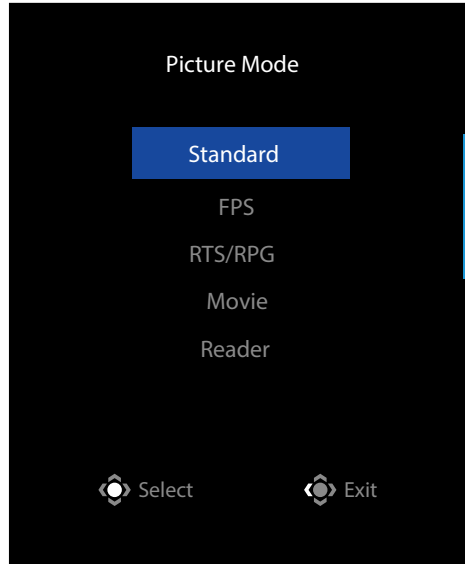 Picture Mode
Standard
FPS
RTS/RPG
Movie
Reader
Select Exit